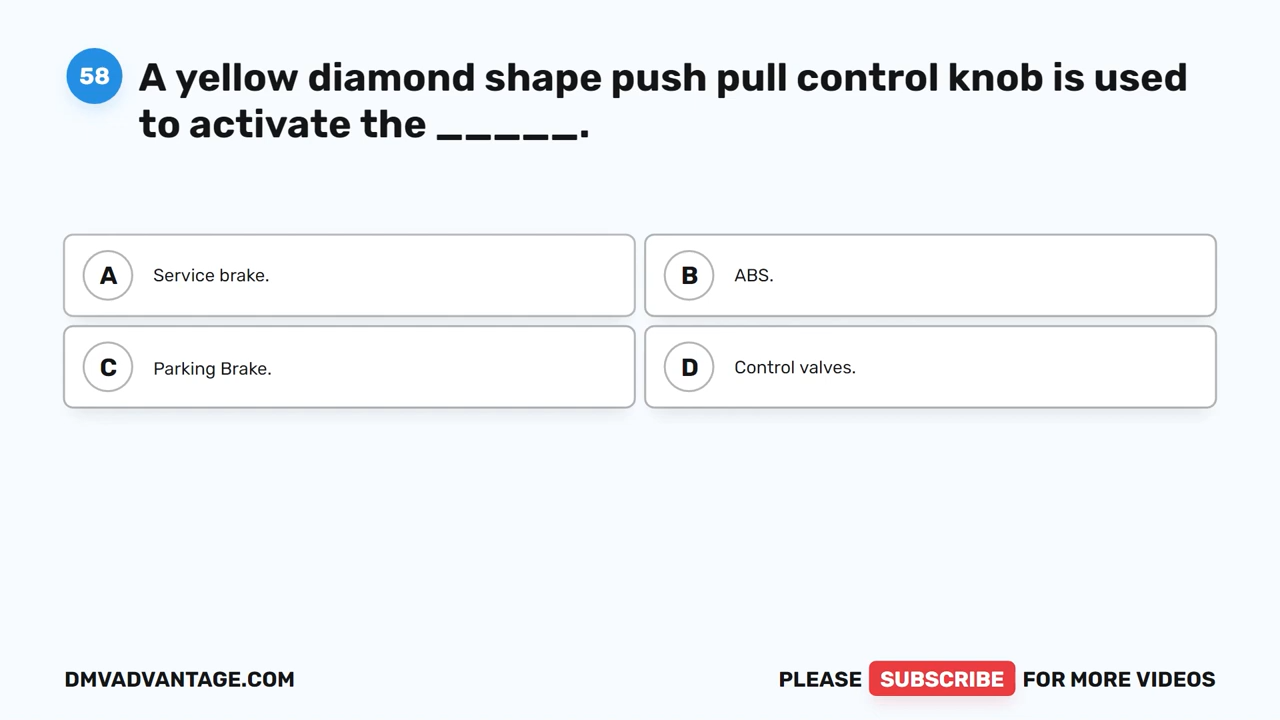 58
A yellow diamond shape push pull control knob is used
to activate the _____.
A Service brake.
B ABS.
C Parking Brake.
D Control valves.
DMVADVANTAGE.COM
PLEASE SUBSCRIBE FOR MORE VIDEOS